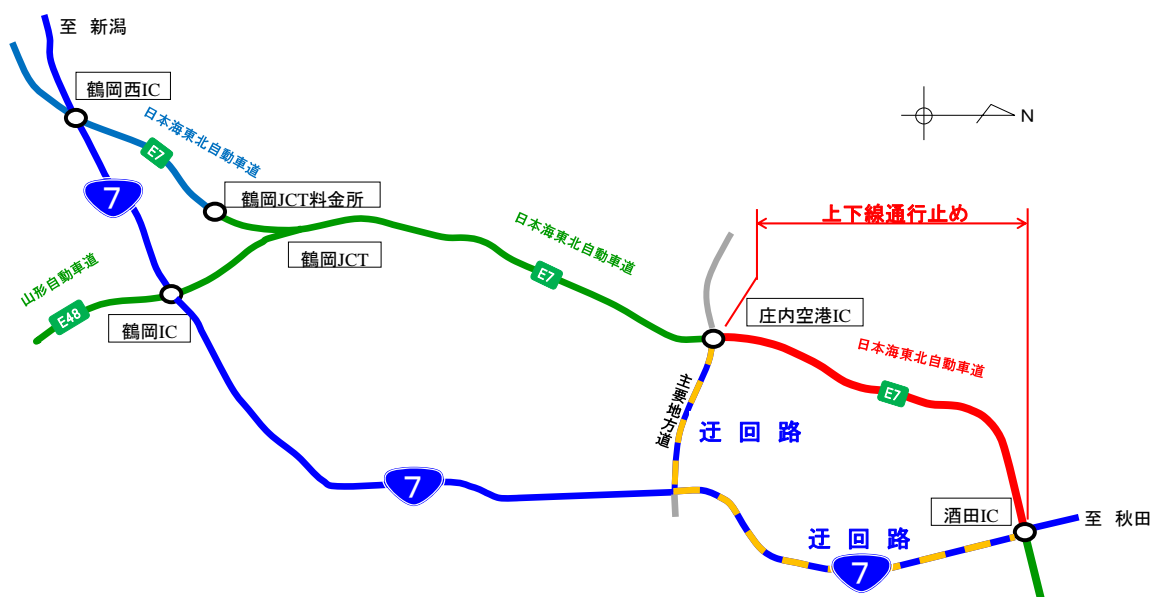 至 新潟
鶴岡西IC
日本海東北自動車道
E7
N
7
鶴岡JCT料金所
上下線通行止め
日本海東北自動車道
鶴岡JCT
山形自動車道
E7
E48
鶴岡IC
庄内空港IC
日本海東北自動車道
主要地方道
E7
迂回路
7
酒田IC
至 秋田
迂回路
7